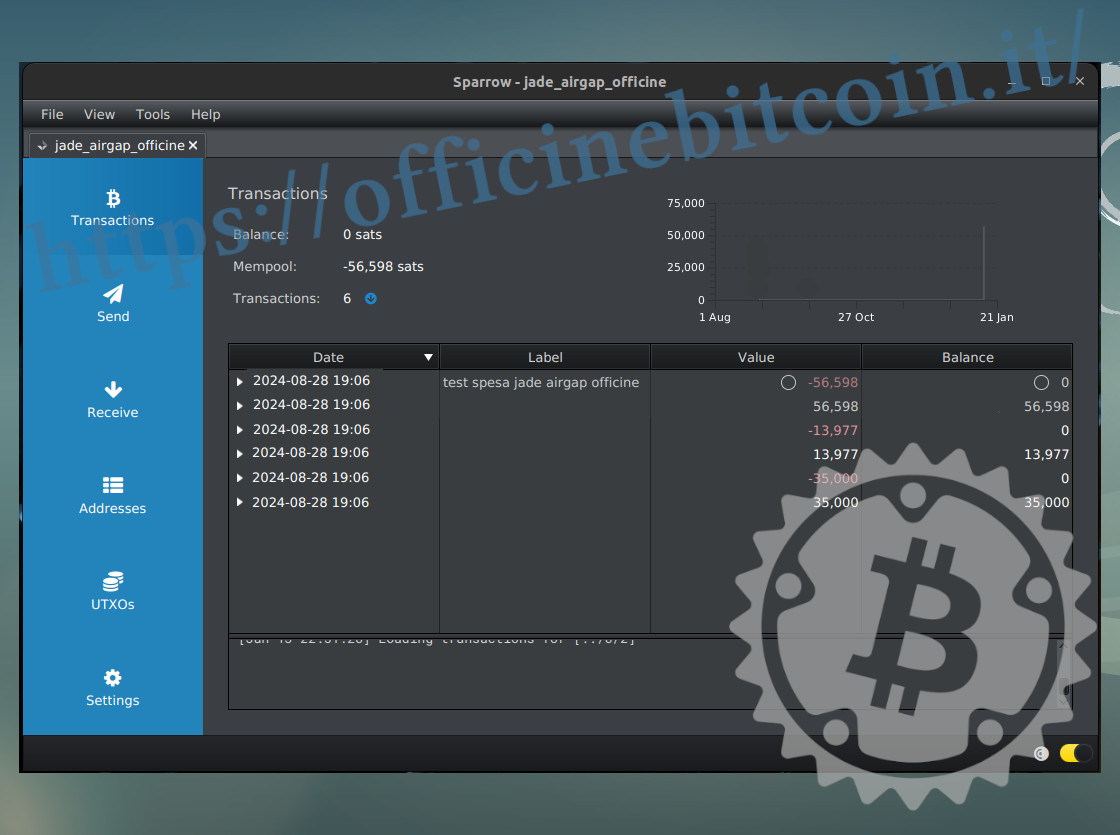 Sparrow - jade_airgap_officine
File View Tools Help
jade_airgap_officine
https://officinebitcoin.it/
Transactions
Send
Receive
Addresses
UTXOs
Settings
Transactions
Balance: 0 sats
Mempool: -56,598 sats
Transactions: 6
75,000
50,000
25,000
0
1 Aug 27 Oct 21 Jan
Date Label Value Balance
2024-08-28 19:06 test spesa jade airgap officine -56,598 0
2024-08-28 19:06 56,598 56,598
2024-08-28 19:06 -13,977 0
2024-08-28 19:06 13,977 13,977
2024-08-28 19:06 -35,000 0
2024-08-28 19:06 35,000 35,000
Loading transactions for